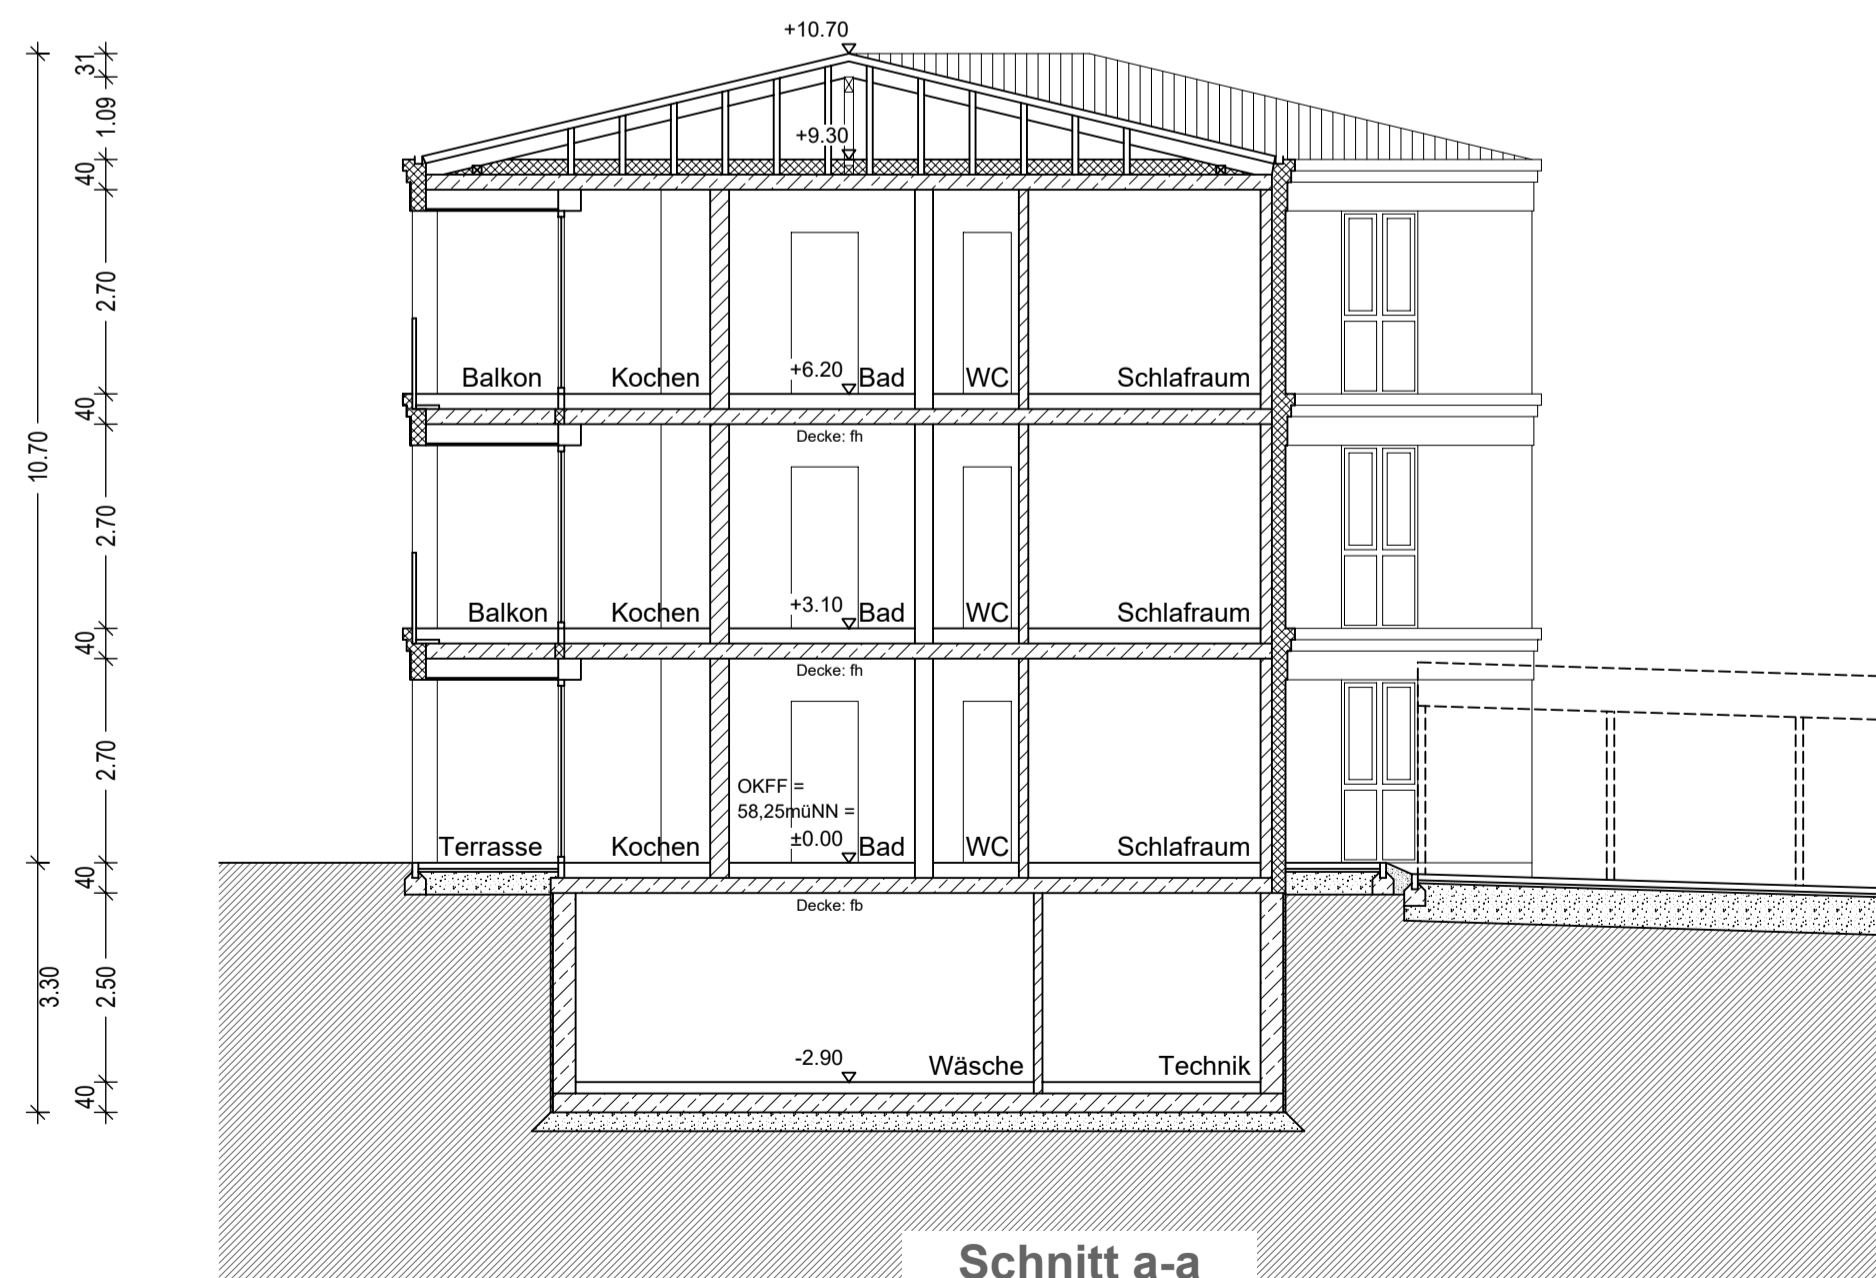 +10.70
31
1.09
+9.30
40
2.70
Balkon Kochen +6.20 Bad WC Schlafraum
40
Decke: fh
10.70
2.70
Balkon Kochen +3.10 Bad WC Schlafraum
40
Decke: fh
2.70
OKFF =
58,25müNN =
Terrasse Kochen ±0.00 Bad WC Schlafraum
40
Decke: fb
3.30
2.50
-2.90 Wäsche Technik
40
Schnitt a-a